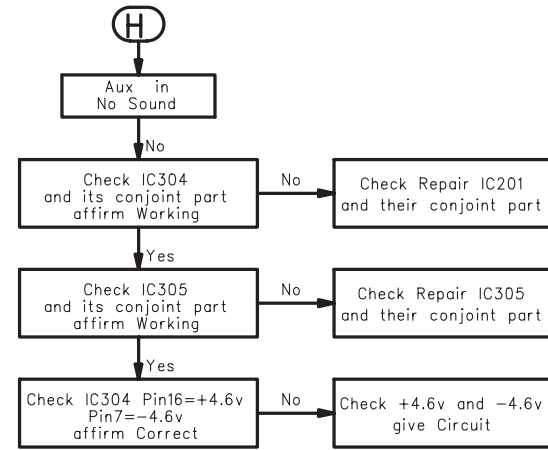 H
Aux in
No Sound
No
Check IC304
and its conjoint part
affirm Working
No
Check Repair IC201
and their conjoint part
Yes
Check IC305
and its conjoint part
affirm Working
No
Check Repair IC305
and their conjoint part
Yes
Check IC304 Pin16=+4.6v
Pin7=−4.6v
affirm Correct
No
Check +4.6v and −4.6v
give Circuit